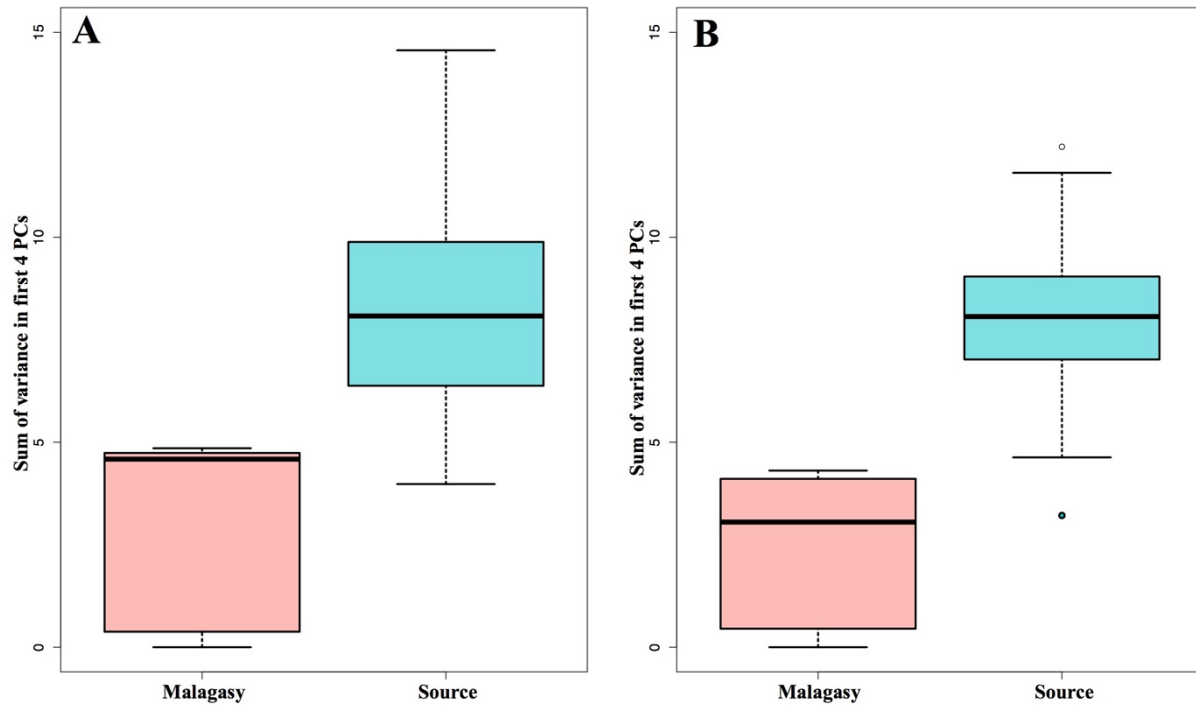 A
Sum of variance in first 4 PCs
15
10
5
0
Malagasy
Source
B
Sum of variance in first 4 PCs
15
10
5
0
Malagasy
Source